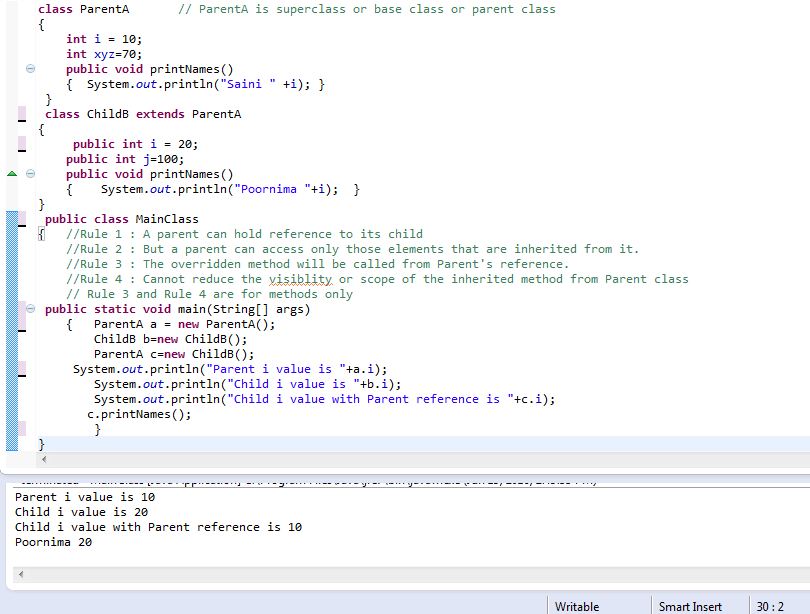 class ParentA // ParentA is superclass or base class or parent class
{
int i = 10;
int xyz=70;
public void printNames()
{ System.out.println("Saini " +i); }
}
class ChildB extends ParentA
{
public int i = 20;
public int j=100;
public void printNames()
{ System.out.println("Poornima "+i); }
}
public class MainClass
{ //Rule 1 : A parent can hold reference to its child
//Rule 2 : But a parent can access only those elements that are inherited from it.
//Rule 3 : The overridden method will be called from Parent's reference.
//Rule 4 : Cannot reduce the visiblity or scope of the inherited method from Parent class
// Rule 3 and Rule 4 are for methods only
public static void main(String[] args)
{ ParentA a = new ParentA();
ChildB b=new ChildB();
ParentA c=new ChildB();
System.out.println("Parent i value is "+a.i);
System.out.println("Child i value is "+b.i);
System.out.println("Child i value with Parent reference is "+c.i);
c.printNames();
}
}
Parent i value is 10
Child i value is 20
Child i value with Parent reference is 10
Poornima 20
Writable Smart Insert 30 : 2